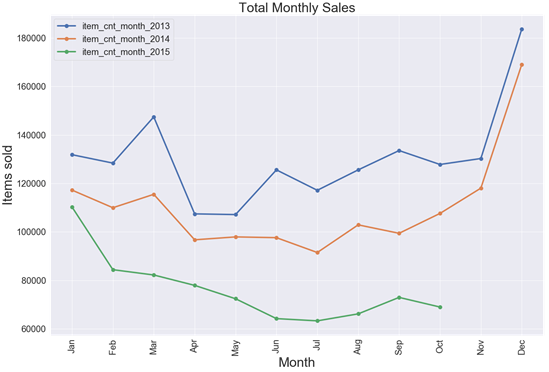 Total Monthly Sales
item_cnt_month_2013
item_cnt_month_2014
item_cnt_month_2015
Items sold
180000
160000
140000
120000
100000
80000
60000
Jan Feb Mar Apr May Jun Jul Aug Sep Oct Nov Dec
Month